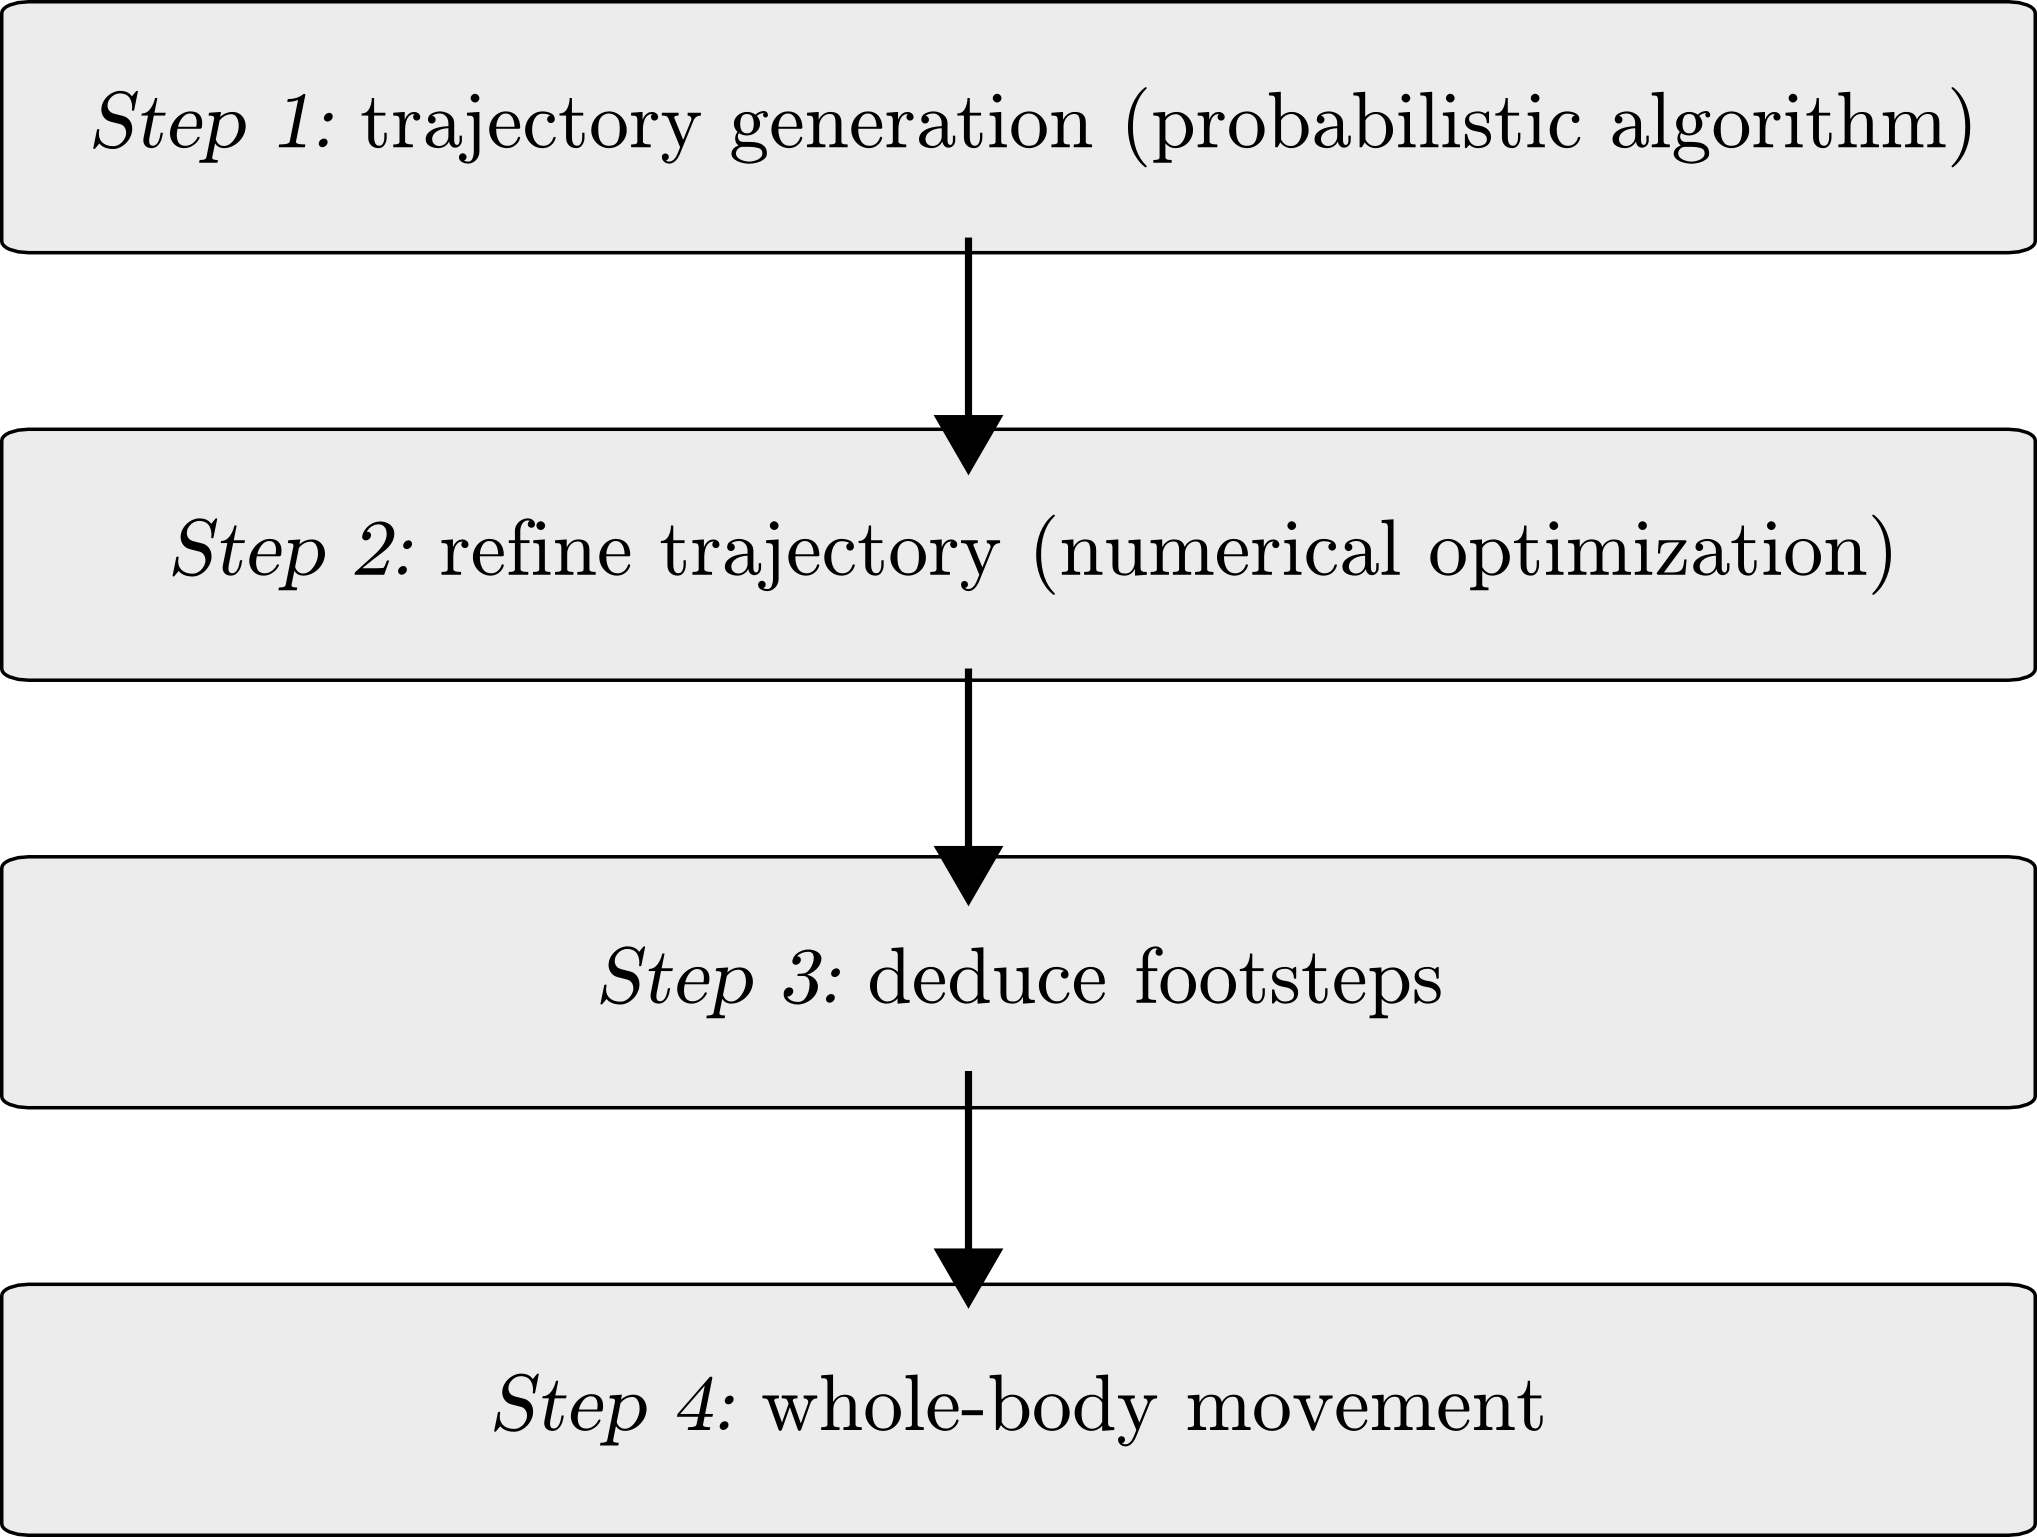 Step 1: trajectory generation (probabilistic algorithm)
Step 2: refine trajectory (numerical optimization)
Step 3: deduce footsteps
Step 4: whole-body movement